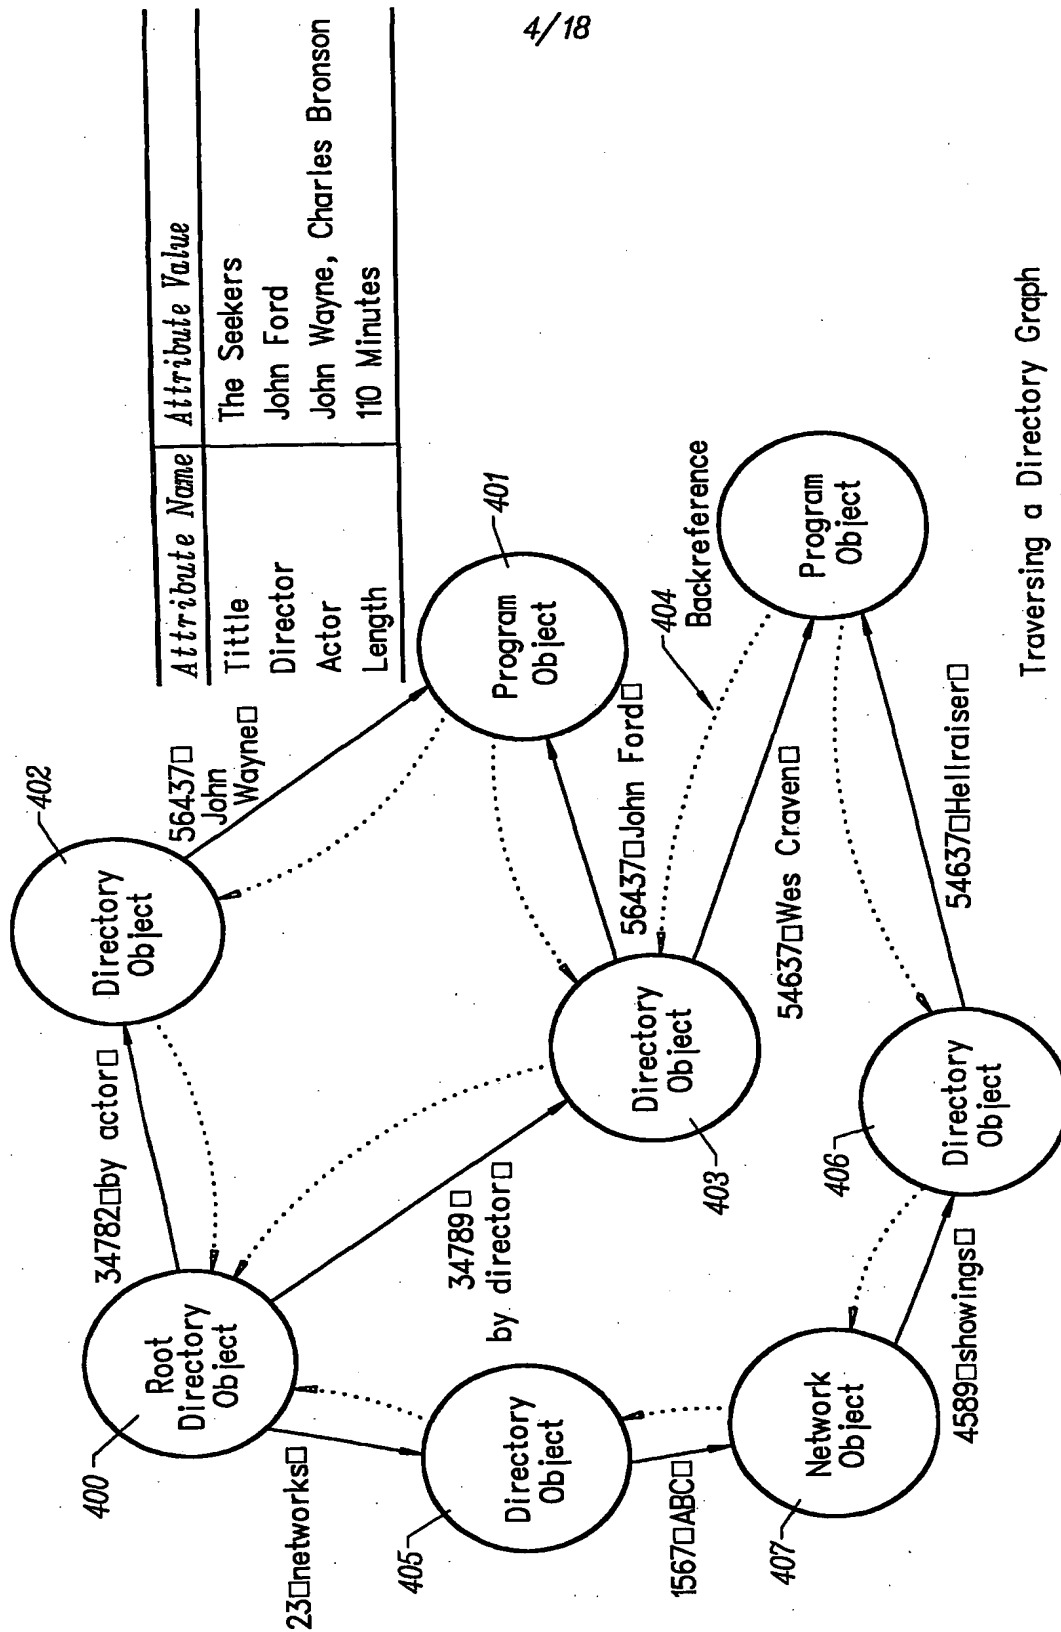 4/18
Attribute Name Attribute Value
Tittle The Seekers
Director John Ford
Actor John Wayne, Charles Bronson
Length 110 Minutes
402
Directory
Object
56437□
John
Wayne□
401
Program
Object
34782□by actor□
400
Root
Directory
Object
34789□
by director□
Directory
Object
403
56437□John Ford□
404
Backreference
54637□Wes Craven□
Program
Object
23□networks□
405
Directory
Object
1567□ABC□
407
Network
Object
4589□showings□
406
Directory
Object
54637□Hellraiser□
Traversing a Directory Graph